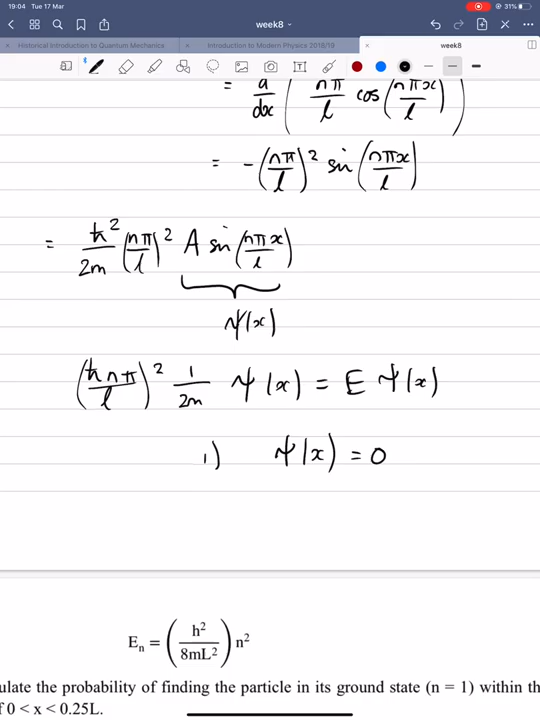 19:04 Tue 17 Mar
31%
week8
Historical Introduction to Quantum Mechanics
Introduction to Modern Physics 2018/19
week8
= d/dx ( nπ/l cos(nπx/l) )
= -(nπ/l)² sin(nπx/l)
= ħ²/2m (nπ/l)² A sin(nπx/l)
ψ(x)
(ħnπ/l)² 1/2m ψ(x) = E ψ(x)
1) ψ(x) = 0
Eₙ = (h²/8mL²) n²
ulate the probability of finding the particle in its ground state (n = 1) within th
f 0 < x < 0.25L.